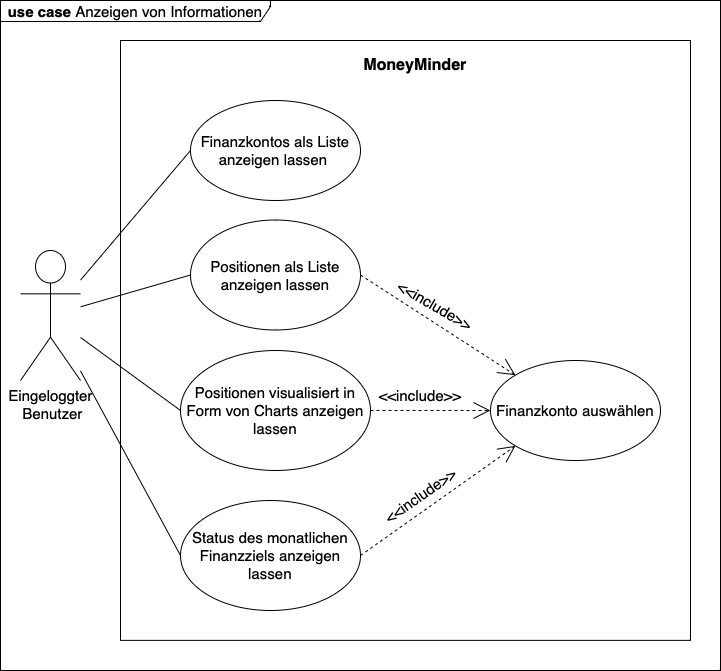 use case Anzeigen von Informationen
MoneyMinder
Finanzkontos als Liste
anzeigen lassen
Positionen als Liste
anzeigen lassen
<<include>>
Eingeloggter
Benutzer
Positionen visualisiert in
Form von Charts anzeigen
lassen
<<include>>
Finanzkonto auswählen
<<include>>
Status des monatlichen
Finanzziels anzeigen
lassen